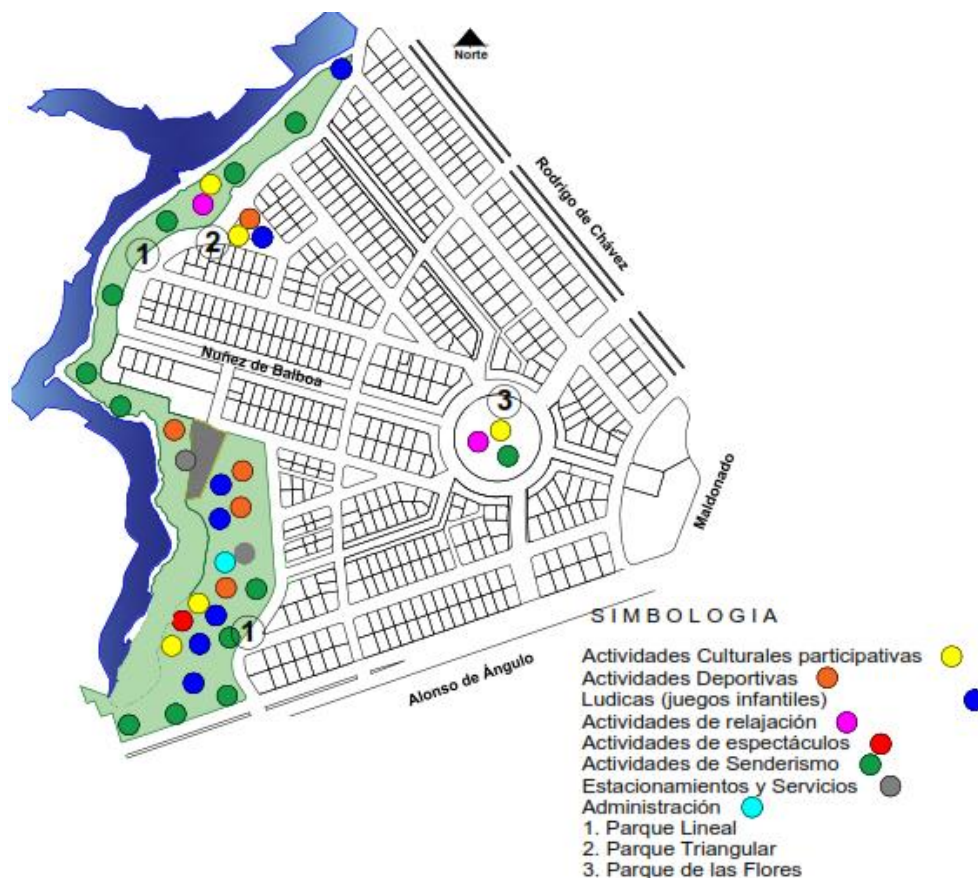 Norte
Rodrigo de Chávez
1
2
Nuñez de Balboa
3
Maldonado
1
Alonso de Ángulo
SIMBOLOGIA
Actividades Culturales participativas
Actividades Deportivas
Ludicas (juegos infantiles)
Actividades de relajación
Actividades de espectáculos
Actividades de Senderismo
Estacionamientos y Servicios
Administración
1. Parque Lineal
2. Parque Triangular
3. Parque de las Flores